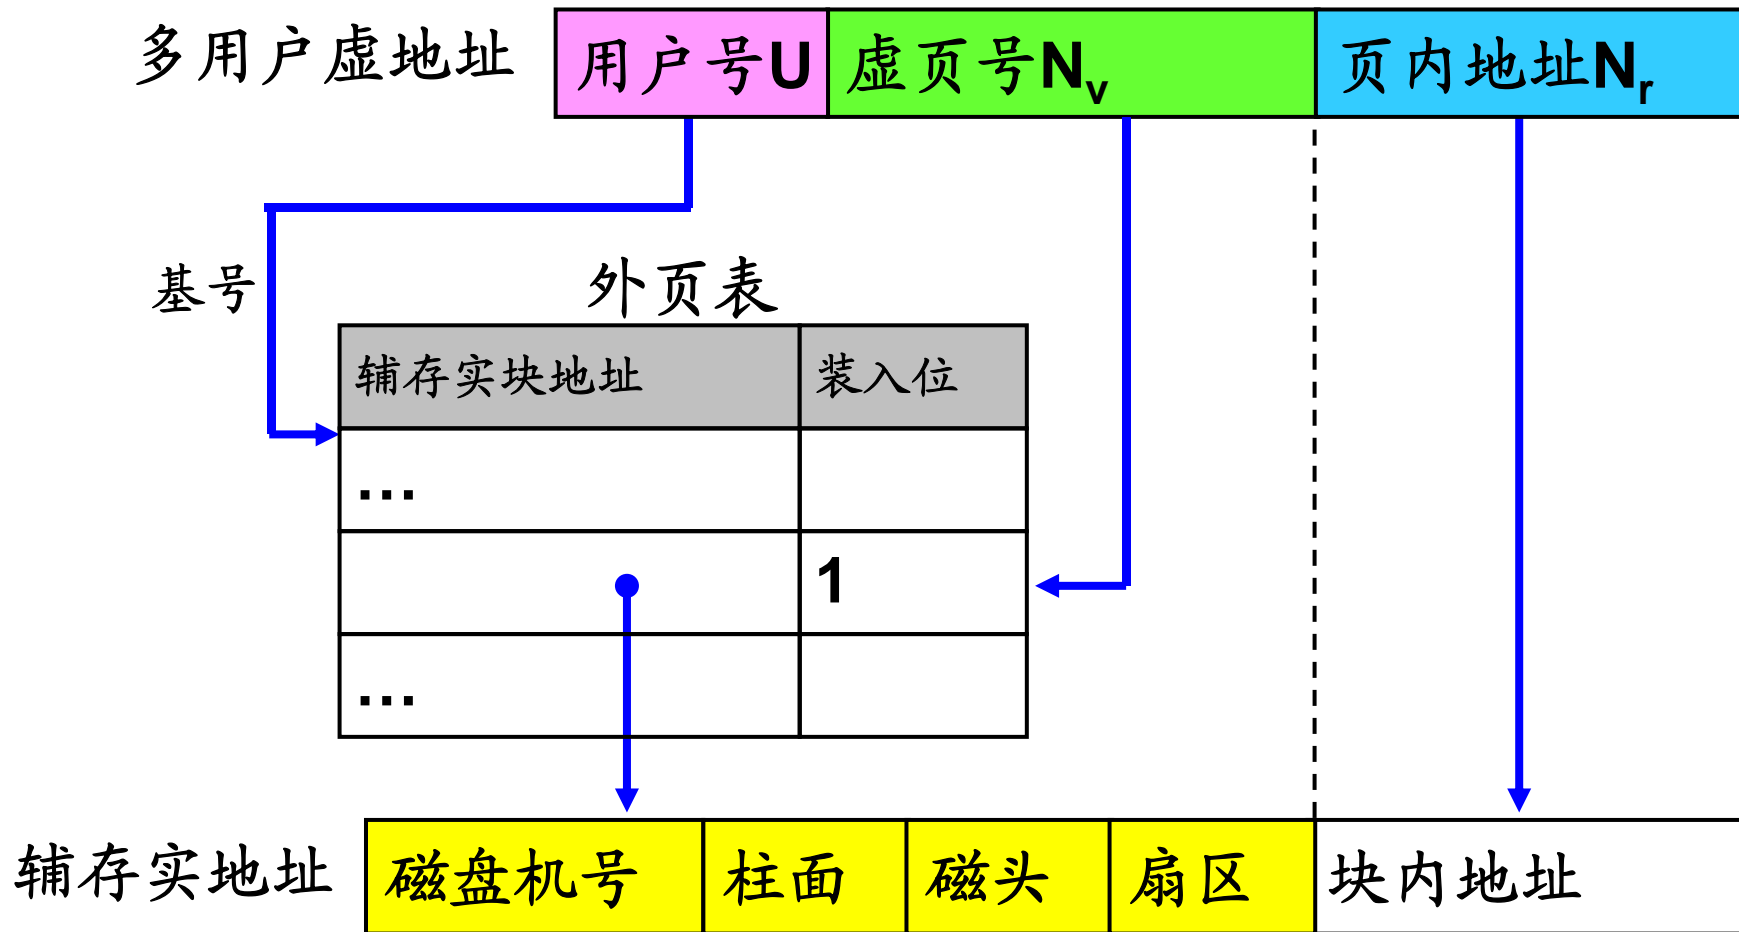 多用户虚地址 用户号U 虚页号Nv 页内地址Nr
基号
外页表
辅存实块地址 装入位
...
1
...
辅存实地址 磁盘机号 柱面 磁头 扇区 块内地址